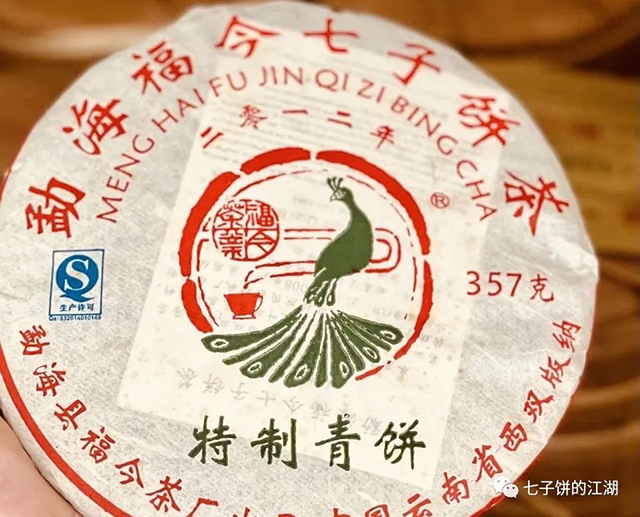 勐海福今七子饼茶
MENG HAI FU JIN QI ZI BING CHA
二零一二年
福今茶業
®
QS
生产许可
357克
特制青饼
勐海县福今茶厂
中国云南省西双版纳
七子饼的江湖